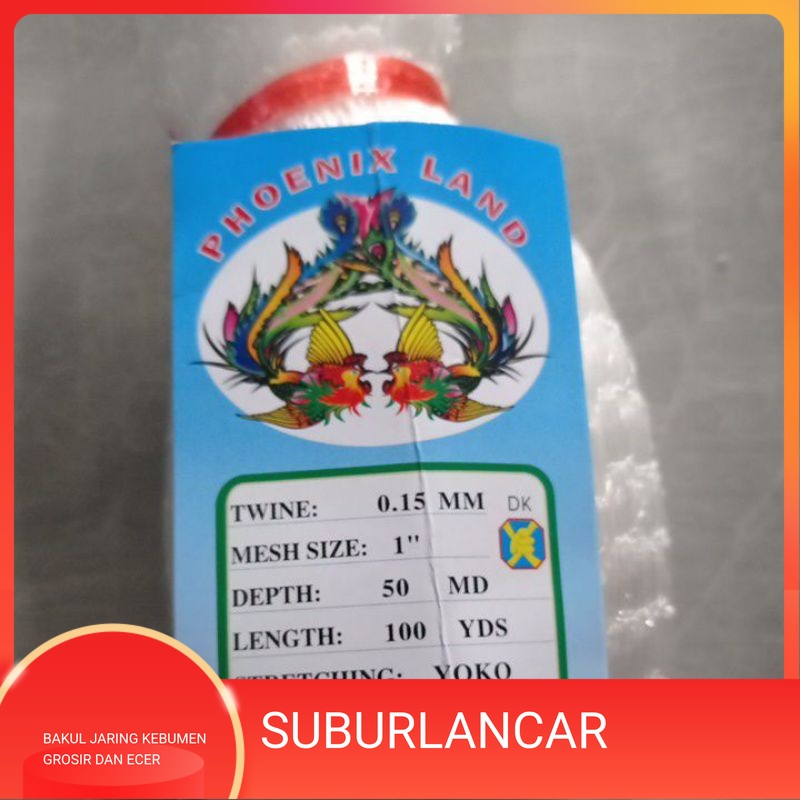 PHOENIX LAND
TWINE: 0.15 MM DK
MESH SIZE: 1"
DEPTH: 50 MD
LENGTH: 100 YDS
STRETCHING: YOKO
BAKUL JARING KEBUMEN
GROSIR DAN ECER
SUBURLANCAR